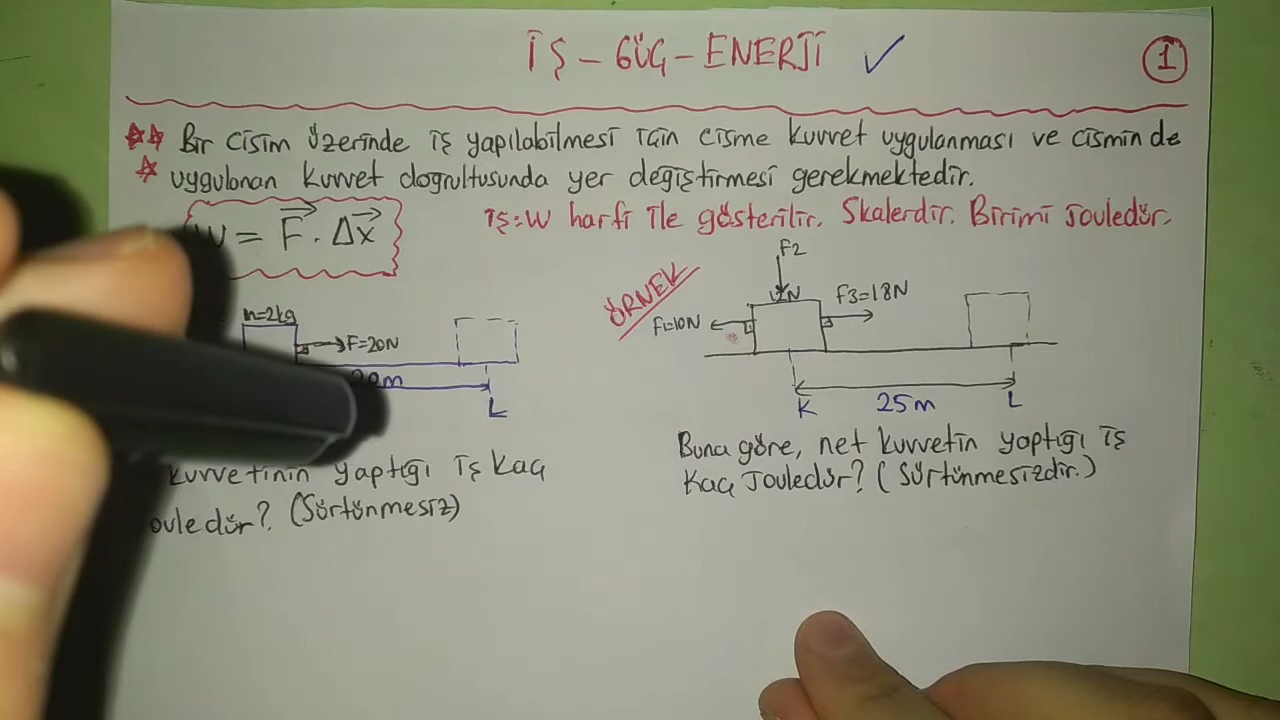 İŞ - GÜÇ - ENERJİ ✓
1
Bir cisim üzerinde iş yapılabilmesi için cisme kuvvet uygulanması ve cismin de
uygulanan kuvvet doğrultusunda yer değiştirmesi gerekmektedir.
W = F . Δx
iş: W harfi ile gösterilir. Skalerdir. Birimi Jouledür.
ÖRNEK
F2
F1=10N
F3=18N
m=2kg
F=20N
L
K
25m
L
kuvvetinin yaptığı iş kaç
ouledür? (Sürtünmesiz)
Buna göre, net kuvvetin yaptığı iş
kaç Jouledür? (Sürtünmesizdir.)